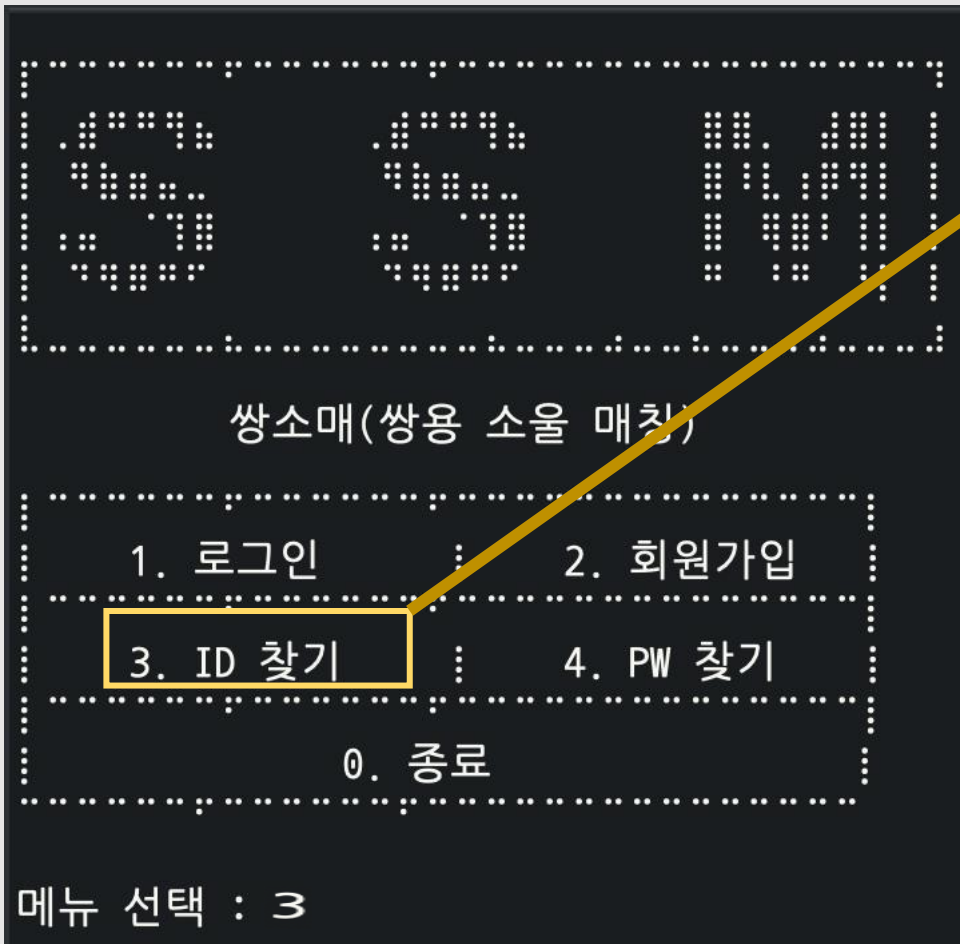 S S M
쌍소매(쌍용 소울 매칭)
1. 로그인 2. 회원가입
3. ID 찾기 4. PW 찾기
0. 종료
메뉴 선택 : 3